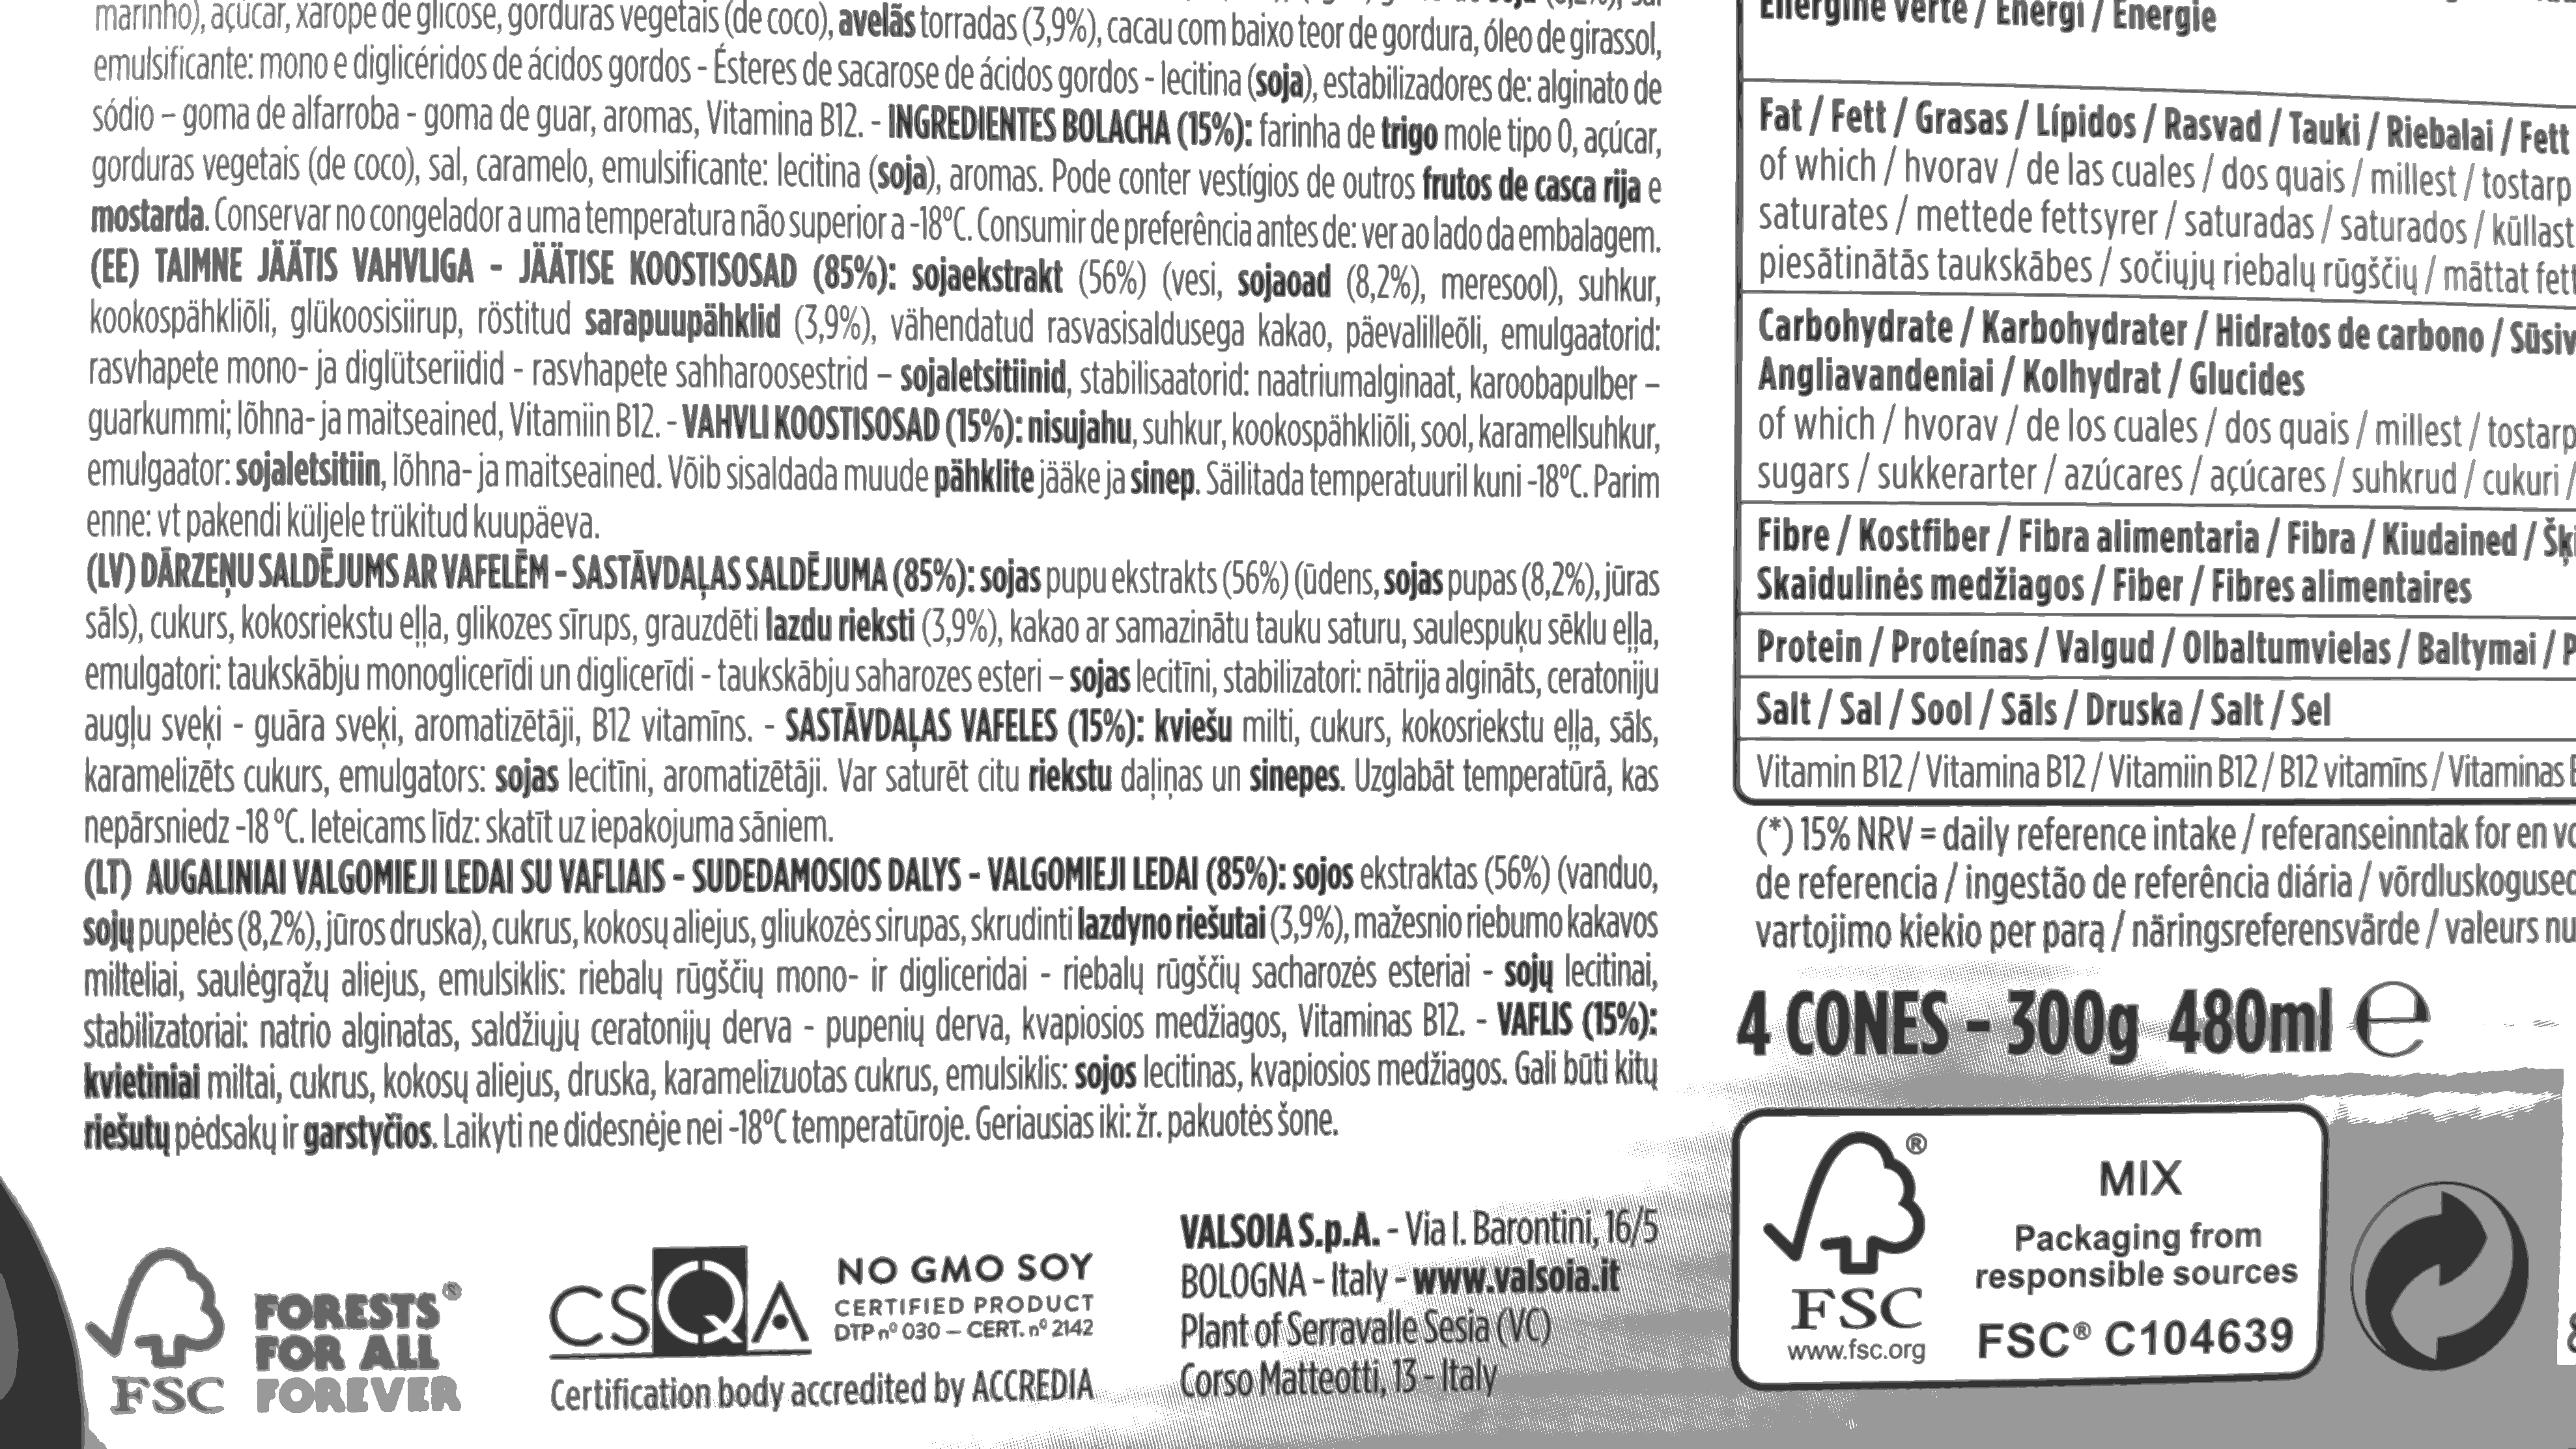 marinho), açúcar, xarope de glicose, gorduras vegetais (de coco), avelãs torradas (3,9%), cacau com baixo teor de gordura, óleo de girassol,
emulsificante: mono e diglicéridos de ácidos gordos - Ésteres de sacarose de ácidos gordos - lecitina (soja), estabilizadores de: alginato de
sódio – goma de alfarroba - goma de guar, aromas, Vitamina B12. - INGREDIENTES BOLACHA (15%): farinha de trigo mole tipo 0, açúcar,
gorduras vegetais (de coco), sal, caramelo, emulsificante: lecitina (soja), aromas. Pode conter vestígios de outros frutos de casca rija e
mostarda. Conservar no congelador a uma temperatura não superior a -18°C. Consumir de preferência antes de: ver ao lado da embalagem.
(EE) TAIMNE JÄÄTIS VAHVLIGA - JÄÄTISE KOOSTISOSAD (85%): sojaekstrakt (56%) (vesi, sojaoad (8,2%), meresool), suhkur,
kookospähkliõli, glükoosisiirup, röstitud sarapuupähklid (3,9%), vähendatud rasvasisaldusega kakao, päevalilleõli, emulgaatorid:
rasvhapete mono- ja diglütseriidid - rasvhapete sahharoosestrid – sojaletsitiinid, stabilisaatorid: naatriumalginaat, karoobapulber –
guarkummi; lõhna- ja maitseained, Vitamiin B12. - VAHVLI KOOSTISOSAD (15%): nisujahu, suhkur, kookospähkliõli, sool, karamellsuhkur,
emulgaator: sojaletsitiin, lõhna- ja maitseained. Võib sisaldada muude pähklite jääke ja sinep. Säilitada temperatuuril kuni -18°C. Parim
enne: vt pakendi küljele trükitud kuupäeva.
(LV) DĀRZEŅU SALDĒJUMS AR VAFELĒM - SASTĀVDAĻAS SALDĒJUMA (85%): sojas pupu ekstrakts (56%) (ūdens, sojas pupas (8,2%), jūras
sāls), cukurs, kokosriekstu eļļa, glikozes sīrups, grauzdēti lazdu rieksti (3,9%), kakao ar samazinātu tauku saturu, saulespuķu sēklu eļļa,
emulgatori: taukskābju monoglicerīdi un diglicerīdi - taukskābju saharozes esteri – sojas lecitīni, stabilizatori: nātrija algināts, ceratoniju
augļu sveķi - guāra sveķi, aromatizētāji, B12 vitamīns. - SASTĀVDAĻAS VAFELES (15%): kviešu milti, cukurs, kokosriekstu eļļa, sāls,
karamelizēts cukurs, emulgators: sojas lecitīni, aromatizētāji. Var saturēt citu riekstu daļiņas un sinepes. Uzglabāt temperatūrā, kas
nepārsniedz -18 °C. Ieteicams līdz: skatīt uz iepakojuma sāniem.
(LT) AUGALINIAI VALGOMIEJI LEDAI SU VAFLIAIS - SUDEDAMOSIOS DALYS - VALGOMIEJI LEDAI (85%): sojos ekstraktas (56%) (vanduo,
sojų pupelės (8,2%), jūros druska), cukrus, kokosų aliejus, gliukozės sirupas, skrudinti lazdyno riešutai (3,9%), mažesnio riebumo kakavos
milteliai, saulėgrąžų aliejus, emulsiklis: riebalų rūgščių mono- ir digliceridai - riebalų rūgščių sacharozės esteriai - sojų lecitinai,
stabilizatoriai: natrio alginatas, saldžiųjų ceratonijų derva - pupenių derva, kvapiosios medžiagos, Vitaminas B12. - VAFLIS (15%):
kvietiniai miltai, cukrus, kokosų aliejus, druska, karamelizuotas cukrus, emulsiklis: sojos lecitinas, kvapiosios medžiagos. Gali būti kitų
riešutų pėdsakų ir garstyčios. Laikyti ne didesnėje nei -18°C temperatūroje. Geriausias iki: žr. pakuotės šone.
FSC
FORESTS
FOR ALL
FOREVER®
CSQA
NO GMO SOY
CERTIFIED PRODUCT
DTP nº 030 – CERT. nº 2142
Certification body accredited by ACCREDIA
VALSOIA S.p.A. - Via I. Barontini, 16/5
BOLOGNA - Italy - www.valsoia.it
Plant of Serravalle Sesia (VC)
Corso Matteotti, 13 - Italy
Energine verte / Energi / Energie
Fat / Fett / Grasas / Lípidos / Rasvad / Tauki / Riebalai / Fett
of which / hvorav / de las cuales / dos quais / millest / tostarp
saturates / mettede fettsyrer / saturadas / saturados / küllast
piesātinātās taukskābes / sočiųjų riebalų rūgščių / mättat fett
Carbohydrate / Karbohydrater / Hidratos de carbono / Süsiv
Angliavandeniai / Kolhydrat / Glucides
of which / hvorav / de los cuales / dos quais / millest / tostarp
sugars / sukkerarter / azúcares / açúcares / suhkrud / cukuri /
Fibre / Kostfiber / Fibra alimentaria / Fibra / Kiudained / Šķi
Skaidulinės medžiagos / Fiber / Fibres alimentaires
Protein / Proteínas / Valgud / Olbaltumvielas / Baltymai / P
Salt / Sal / Sool / Sāls / Druska / Salt / Sel
Vitamin B12 / Vitamina B12 / Vitamiin B12 / B12 vitamīns / Vitaminas B
(*) 15% NRV = daily reference intake / referanseinntak for en vo
de referencia / ingestão de referência diária / võrdluskogused
vartojimo kiekio per parą / näringsreferensvärde / valeurs nu
4 CONES - 300g 480ml ℮
FSC®
www.fsc.org
MIX
Packaging from
responsible sources
FSC® C104639